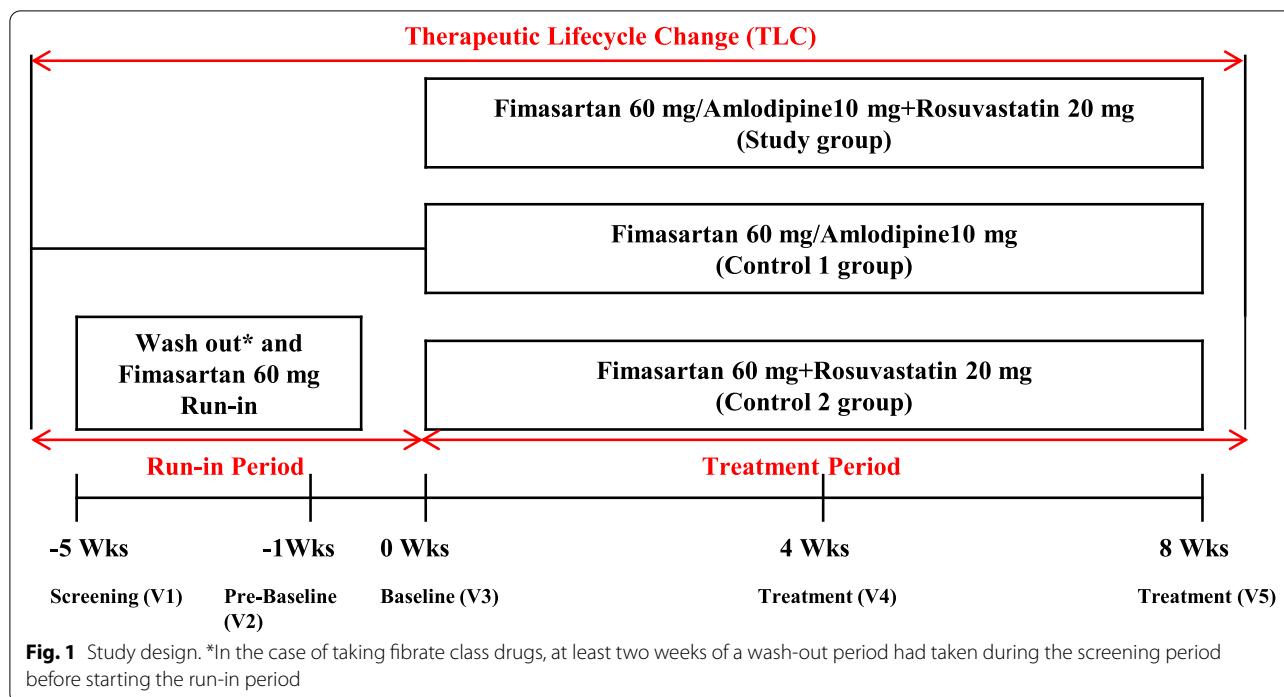 Therapeutic Lifecycle Change (TLC)
Fimasartan 60 mg/Amlodipine10 mg+Rosuvastatin 20 mg
(Study group)
Fimasartan 60 mg/Amlodipine10 mg
(Control 1 group)
Wash out* and
Fimasartan 60 mg
Run-in
Fimasartan 60 mg+Rosuvastatin 20 mg
(Control 2 group)
Run-in Period
Treatment Period
-5 Wks
-1Wks
0 Wks
4 Wks
8 Wks
Screening (V1)
Pre-Baseline
(V2)
Baseline (V3)
Treatment (V4)
Treatment (V5)
Fig. 1 Study design. *In the case of taking fibrate class drugs, at least two weeks of a wash-out period had taken during the screening period
before starting the run-in period